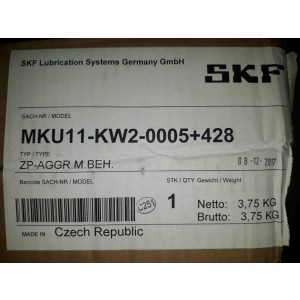 SKF Lubrication Systems Germany GmbH
SKF
SACH-NR / MODEL
MKU11-KW2-0005+428
TYP / TYPE
ZP-AGGR.M.BEH.
08-12-2017
Barcode SACH-NR / MODEL
STK / QTY Gewicht / Weight
1 Netto: 3,75 KG
Brutto: 3,75 KG
MADE IN Czech Republic